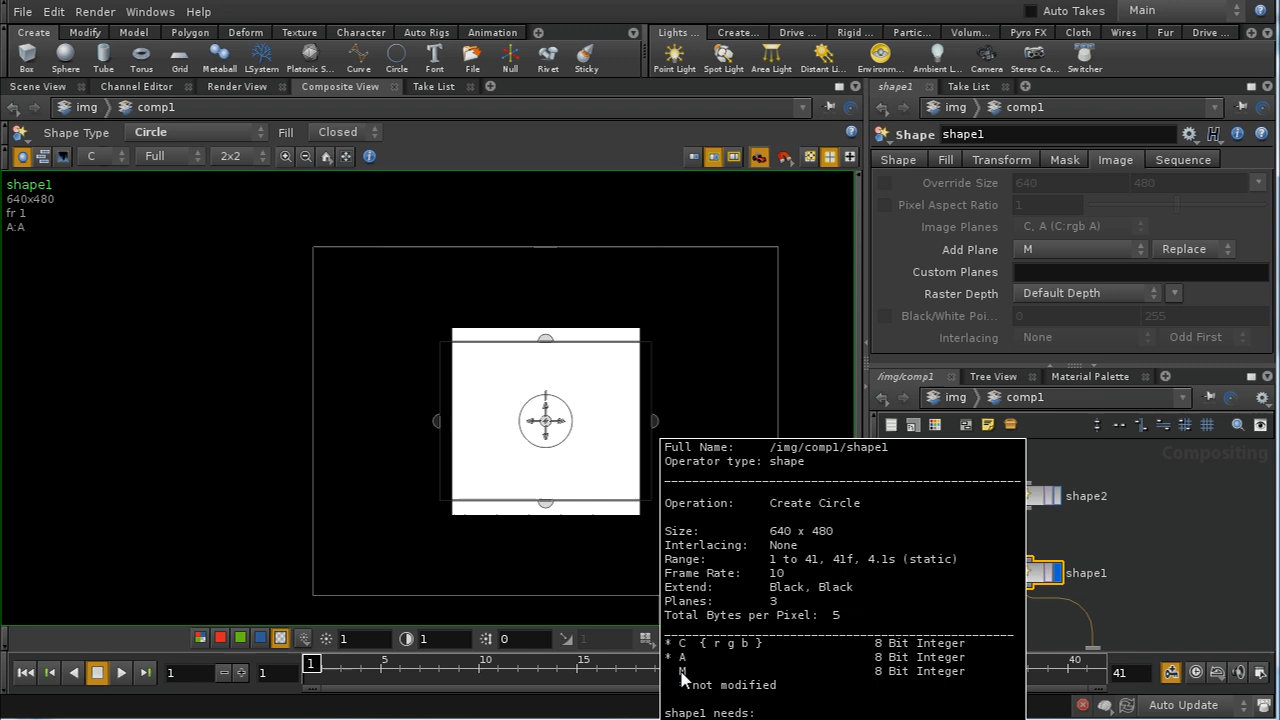 File Edit Render Windows Help Auto Takes Main
Create Modify Model Polygon Deform Texture Character Auto Rigs Animation Lights ... Create... Drive ... Rigid ... Partic... Volum... Pyro FX Cloth Wires Fur Drive ...
Box Sphere Tube Torus Grid Metaball LSystem Platonic S... Curve Circle Font File Null Rivet Sticky Point Light Spot Light Area Light Distant Li... Environm... Ambient L... Camera Stereo Ca... Switcher
Scene View Channel Editor Render View Composite View Take List
img comp1
Shape Type Circle Fill Closed
C Full 2x2
shape1
640x480
fr 1
A:A
shape1 Take List
img comp1
Shape shape1
Shape Fill Transform Mask Image Sequence
Override Size 640 480
Pixel Aspect Ratio 1
Image Planes C, A (C:rgb A)
Add Plane M Replace
Custom Planes
Raster Depth Default Depth
Black/White Poi... 0 255
Interlacing None Odd First
/img/comp1 Tree View Material Palette
img comp1
Compositing
shape2
shape1
Full Name: /img/comp1/shape1
Operator type: shape
Operation: Create Circle
Size: 640 x 480
Interlacing: None
Range: 1 to 41, 41f, 4.1s (static)
Frame Rate: 10
Extend: Black, Black
Planes: 3
Total Bytes per Pixel: 5
* C { r g b } 8 Bit Integer
* A 8 Bit Integer
M 8 Bit Integer
not modified
shape1 needs:
1 1 0 1
1 1 1 5 10 15 40 41
Auto Update